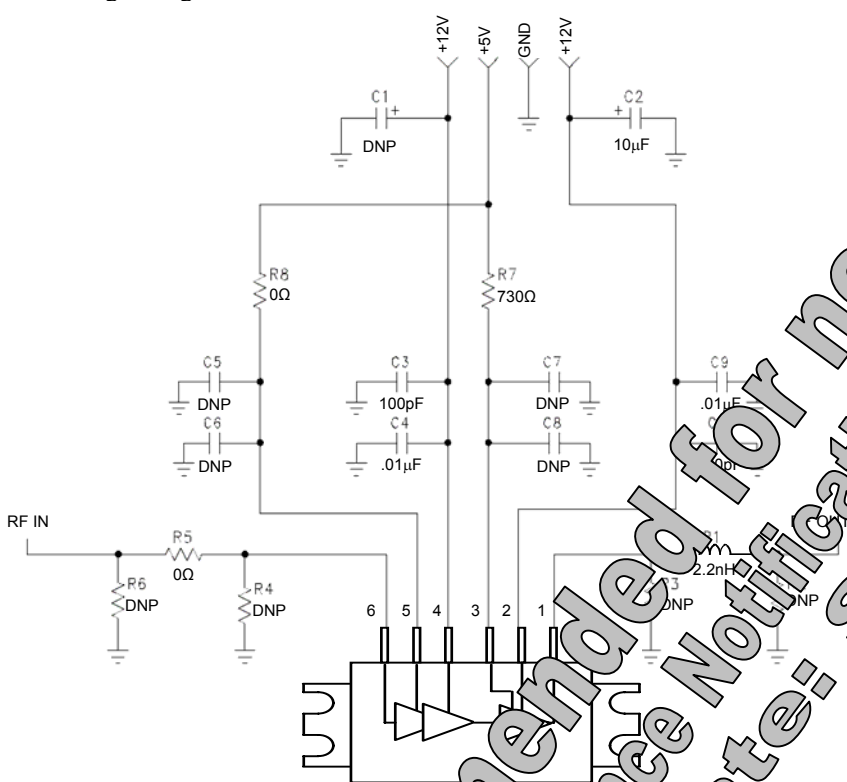 +12V
+5V
GND
+12V
C1
+
DNP
C2
+
10µF
R8
0Ω
R7
730Ω
C5
DNP
C3
100pF
C7
DNP
C9
.01µF
C6
DNP
C4
.01µF
C8
DNP
RF IN
R5
0Ω
R6
DNP
R4
DNP
2.2nH
DNP
6 5 4 3 2 1